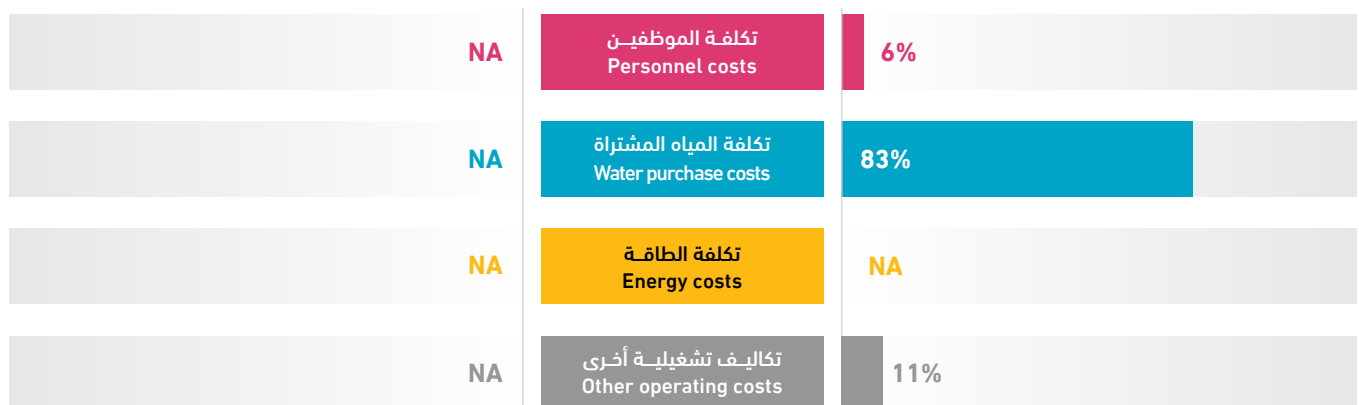 NA
تكلفة الموظفين
Personnel costs
6%
NA
تكلفة المياه المشتراة
Water purchase costs
83%
NA
تكلفة الطاقة
Energy costs
NA
NA
تكاليف تشغيلية أخرى
Other operating costs
11%